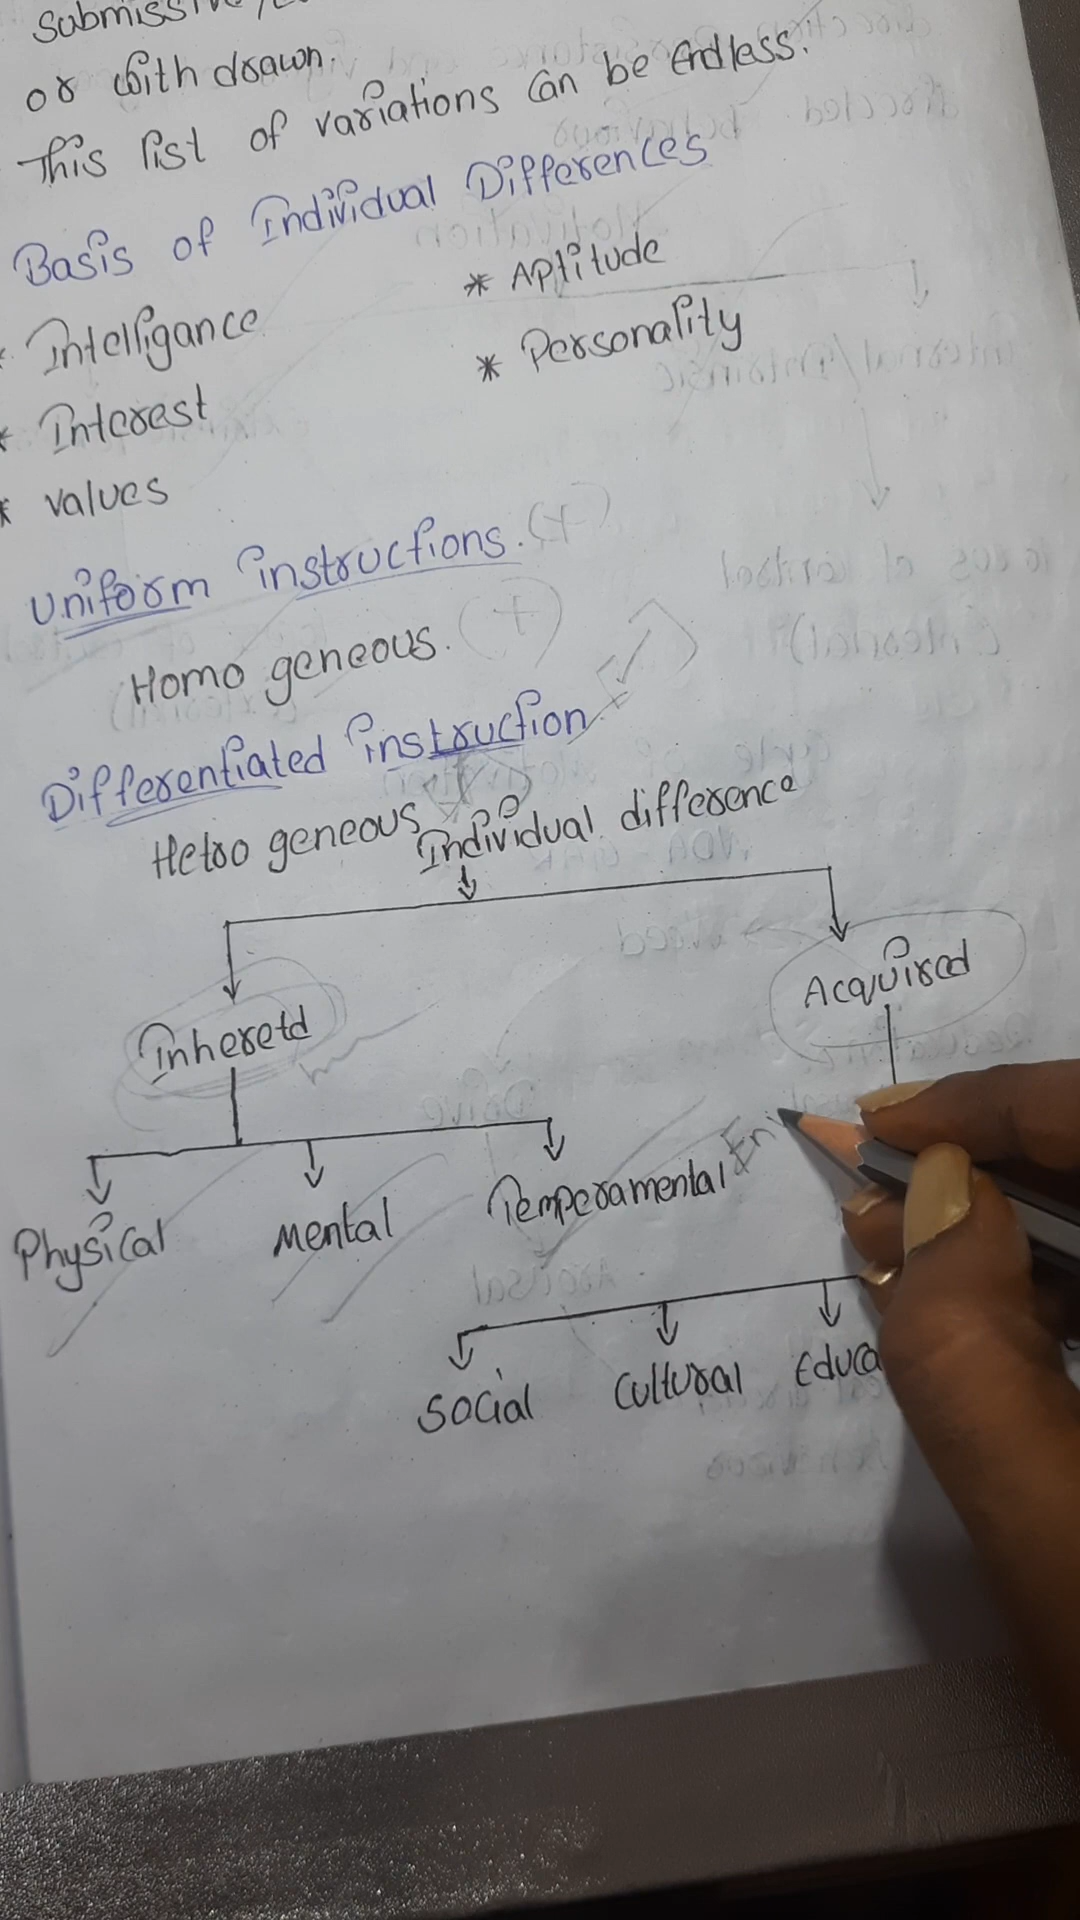 or with drawn.
This list of variations can be Endless.
Basis of Individual Differences
* Intelligance
* Aptitude
* Interest
* Personality
* values
Uniform instructions. (+)
Homo geneous. (+)
Differentiated instruction
Hetro geneous
Individual difference
Inheretd
Acquired
Physical
Mental
Temperamental
Social
Cultural